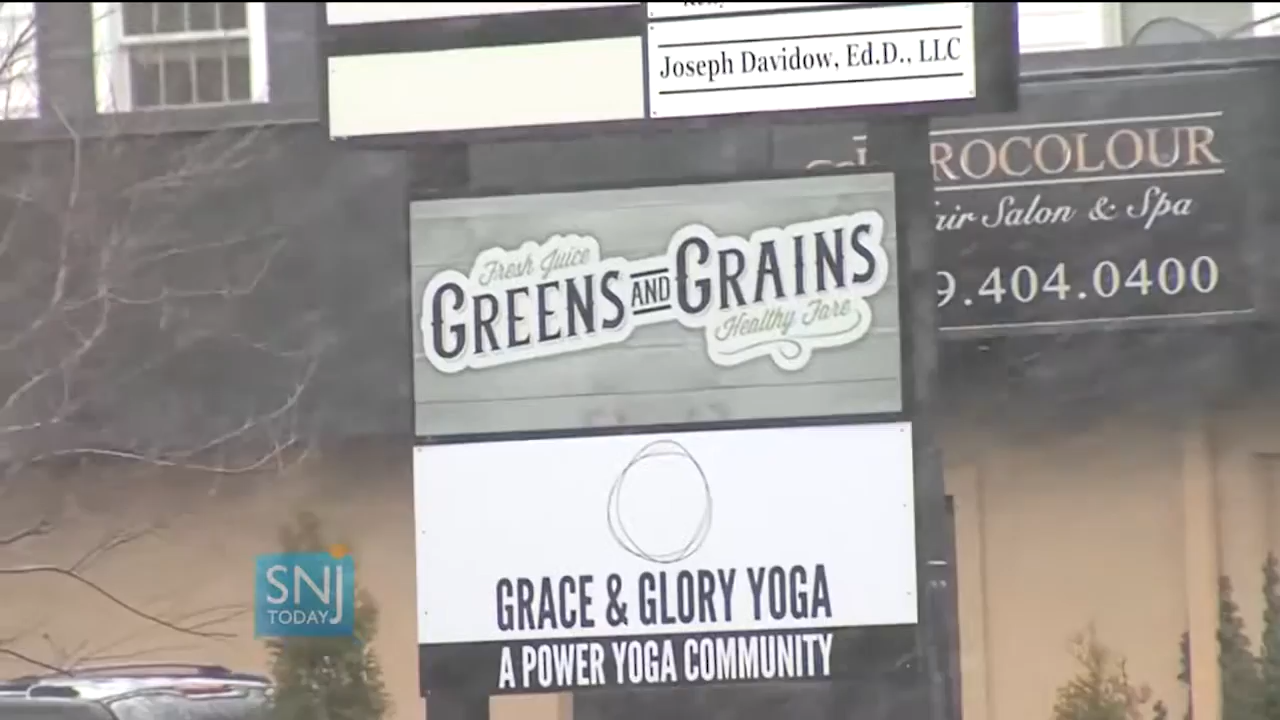 Joseph Davidow, Ed.D., LLC
ROCOLOUR
Salon & Spa
9.404.0400
Fresh Juice
GREENS AND GRAINS
Healthy Fare
GRACE & GLORY YOGA
A POWER YOGA COMMUNITY
SNJ
TODAY